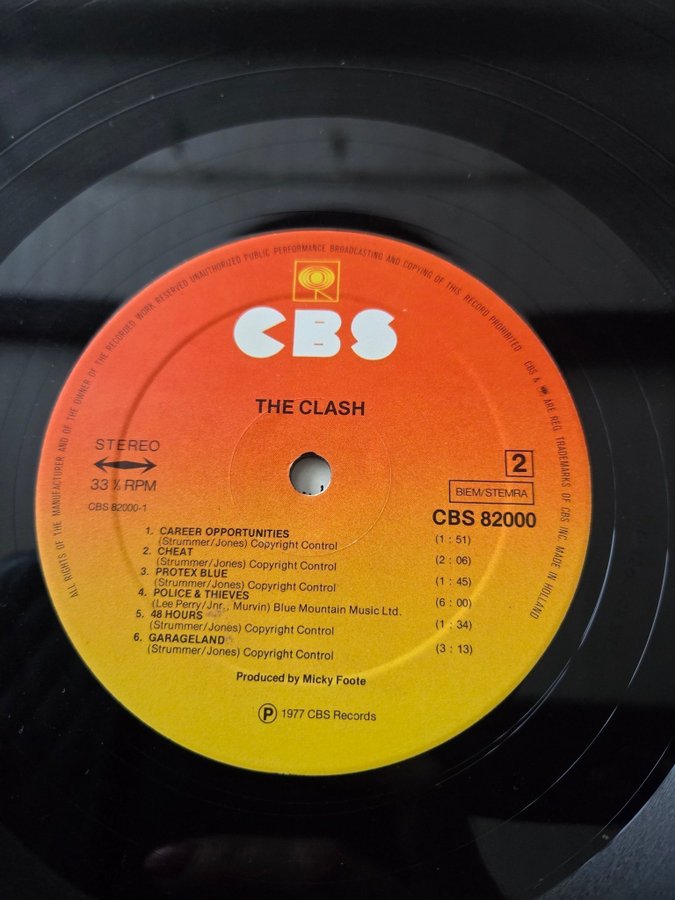 ALL RIGHTS OF THE MANUFACTURER AND OF THE OWNER OF THE RECORDED WORK RESERVED UNAUTHORIZED PUBLIC PERFORMANCE BROADCASTING AND COPYING OF THIS RECORD PROHIBITED CBS & ARE REG. TRADEMARKS OF CBS INC. MADE IN HOLLAND
CBS
THE CLASH
STEREO
33 ⅓ RPM
CBS 82000-1
2
BIEM/STEMRA
CBS 82000
1. CAREER OPPORTUNITIES
(Strummer/Jones) Copyright Control (1 : 51)
2. CHEAT
(Strummer/Jones) Copyright Control (2 : 06)
3. PROTEX BLUE
(Strummer/Jones) Copyright Control (1 : 45)
4. POLICE & THIEVES
(Lee Perry/Jnr., Murvin) Blue Mountain Music Ltd. (6 : 00)
5. 48 HOURS
(Strummer/Jones) Copyright Control (1 : 34)
6. GARAGELAND
(Strummer/Jones) Copyright Control (3 : 13)
Produced by Micky Foote
Ⓟ 1977 CBS Records